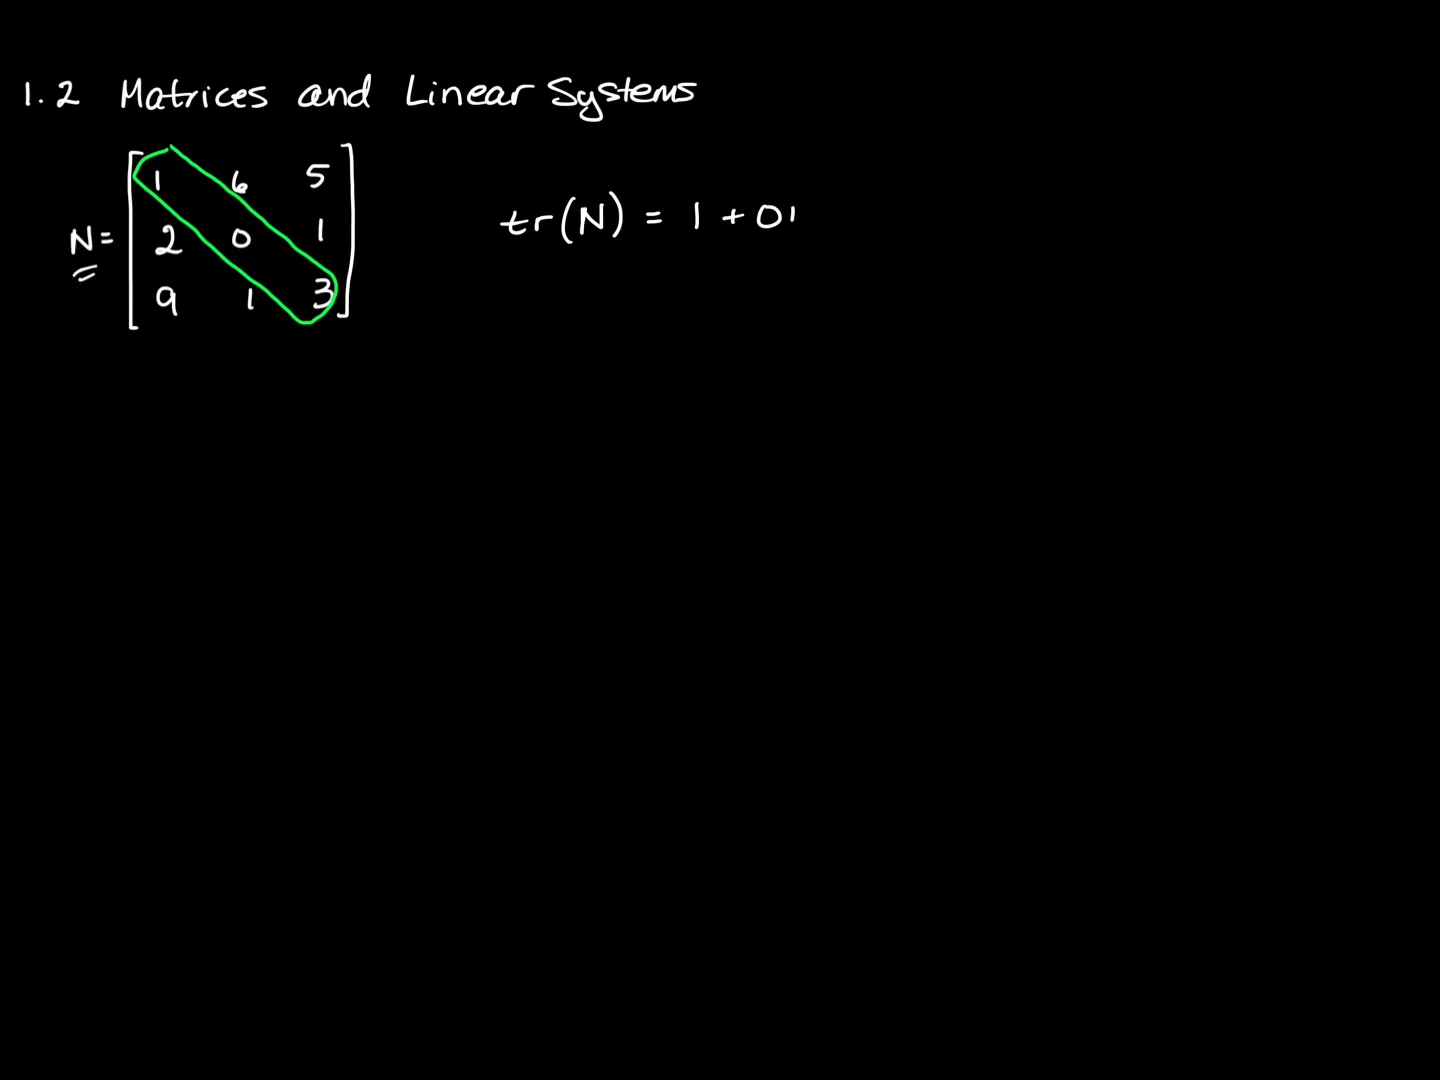 1.2 Matrices and Linear Systems
N = [ 1 6 5
2 0 1
9 1 3 ]
tr(N) = 1 + 0